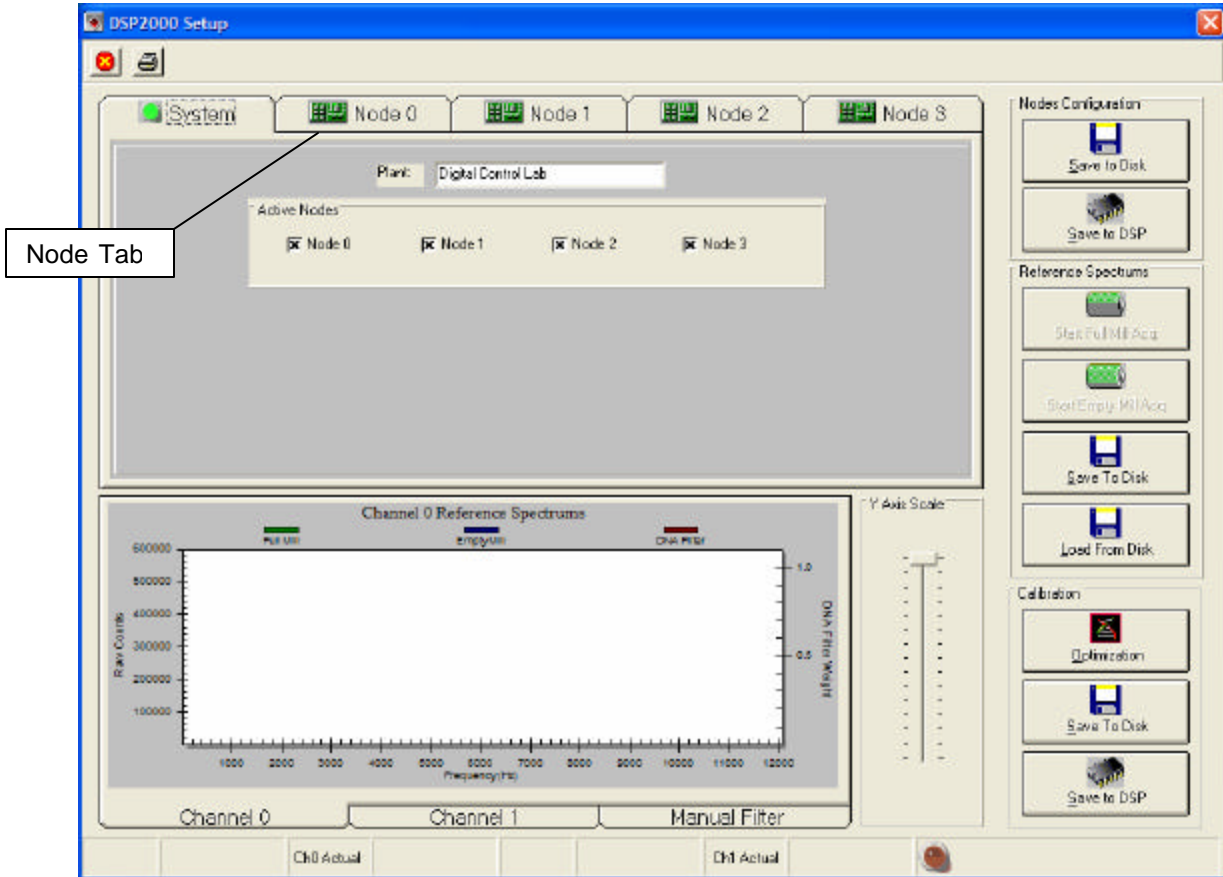 DSP2000 Setup
System
Node 0
Node 1
Node 2
Node 3
Plant:
Digital Control Lab
Active Nodes
Node 0
Node 1
Node 2
Node 3
Node Tab
Nodes Configuration
Save to Disk
Save to DSP
Reference Spectrums
Start Full Mill Acq
Start Empty Mill Acq
Save To Disk
Load From Disk
Calibration
Optimization
Save To Disk
Save to DSP
Channel 0 Reference Spectrums
Full Mill
Empty Mill
DNA Filter
600000
500000
400000
300000
200000
100000
Raw Counts
1.0
0.5
DNA Filter Weight
1000 2000 3000 4000 5000 6000 7000 8000 9000 10000 11000 12000
Frequency(Hz)
Y Axis Scale
Channel 0
Channel 1
Manual Filter
Ch0 Actual
Ch1 Actual